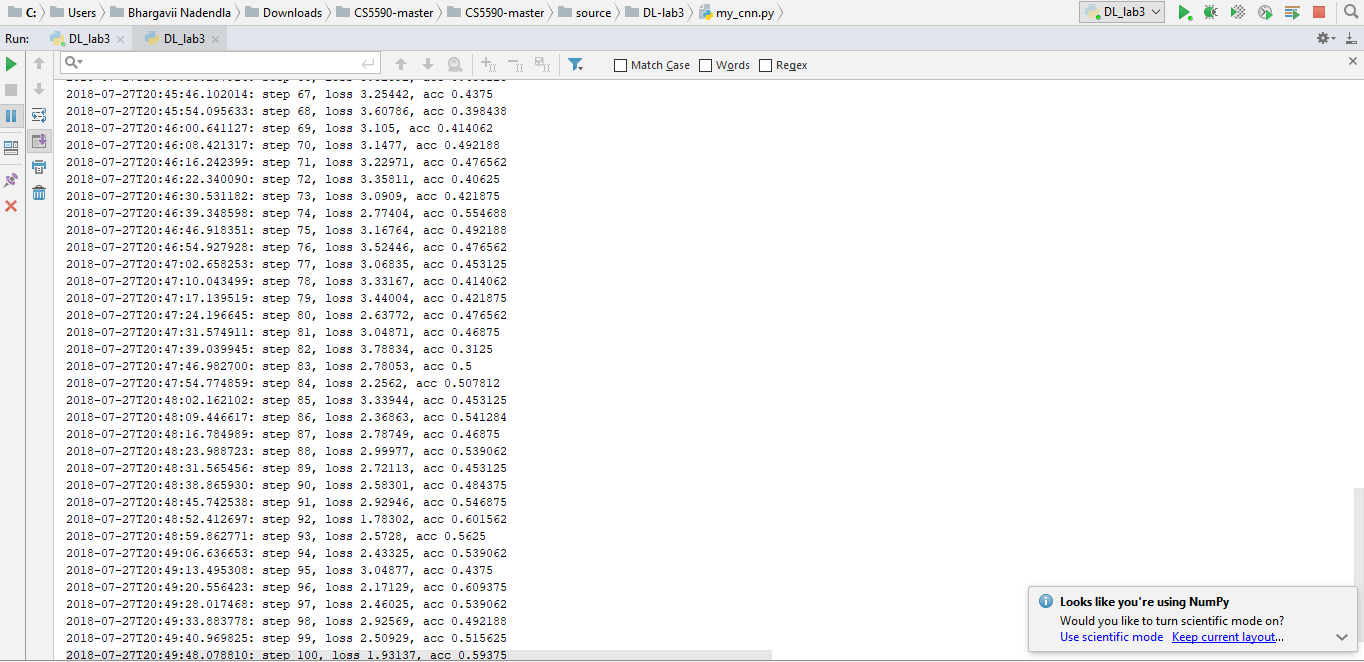 C: Users Bhargavii Nadendla Downloads CS5590-master CS5590-master source DL-lab3 my_cnn.py DL_lab3
Run: DL_lab3 DL_lab3
Match Case Words Regex
2018-07-27T20:45:46.102014: step 67, loss 3.25442, acc 0.4375
2018-07-27T20:45:54.095633: step 68, loss 3.60786, acc 0.398438
2018-07-27T20:46:00.641127: step 69, loss 3.105, acc 0.414062
2018-07-27T20:46:08.421317: step 70, loss 3.1477, acc 0.492188
2018-07-27T20:46:16.242399: step 71, loss 3.22971, acc 0.476562
2018-07-27T20:46:22.340090: step 72, loss 3.35811, acc 0.40625
2018-07-27T20:46:30.531182: step 73, loss 3.0909, acc 0.421875
2018-07-27T20:46:39.348598: step 74, loss 2.77404, acc 0.554688
2018-07-27T20:46:46.918351: step 75, loss 3.16764, acc 0.492188
2018-07-27T20:46:54.927928: step 76, loss 3.52446, acc 0.476562
2018-07-27T20:47:02.658253: step 77, loss 3.06835, acc 0.453125
2018-07-27T20:47:10.043499: step 78, loss 3.33167, acc 0.414062
2018-07-27T20:47:17.139519: step 79, loss 3.44004, acc 0.421875
2018-07-27T20:47:24.196645: step 80, loss 2.63772, acc 0.476562
2018-07-27T20:47:31.574911: step 81, loss 3.04871, acc 0.46875
2018-07-27T20:47:39.039945: step 82, loss 3.78834, acc 0.3125
2018-07-27T20:47:46.982700: step 83, loss 2.78053, acc 0.5
2018-07-27T20:47:54.774859: step 84, loss 2.2562, acc 0.507812
2018-07-27T20:48:02.162102: step 85, loss 3.33944, acc 0.453125
2018-07-27T20:48:09.446617: step 86, loss 2.36863, acc 0.541284
2018-07-27T20:48:16.784989: step 87, loss 2.78749, acc 0.46875
2018-07-27T20:48:23.988723: step 88, loss 2.99977, acc 0.539062
2018-07-27T20:48:31.565456: step 89, loss 2.72113, acc 0.453125
2018-07-27T20:48:38.865930: step 90, loss 2.58301, acc 0.484375
2018-07-27T20:48:45.742538: step 91, loss 2.92946, acc 0.546875
2018-07-27T20:48:52.412697: step 92, loss 1.78302, acc 0.601562
2018-07-27T20:48:59.862771: step 93, loss 2.5728, acc 0.5625
2018-07-27T20:49:06.636653: step 94, loss 2.43325, acc 0.539062
2018-07-27T20:49:13.495308: step 95, loss 3.04877, acc 0.4375
2018-07-27T20:49:20.556423: step 96, loss 2.17129, acc 0.609375
2018-07-27T20:49:28.017468: step 97, loss 2.46025, acc 0.539062
2018-07-27T20:49:33.883778: step 98, loss 2.92569, acc 0.492188
2018-07-27T20:49:40.969825: step 99, loss 2.50929, acc 0.515625
2018-07-27T20:49:48.078810: step 100, loss 1.93137, acc 0.59375
Looks like you're using NumPy
Would you like to turn scientific mode on?
Use scientific mode Keep current layout...